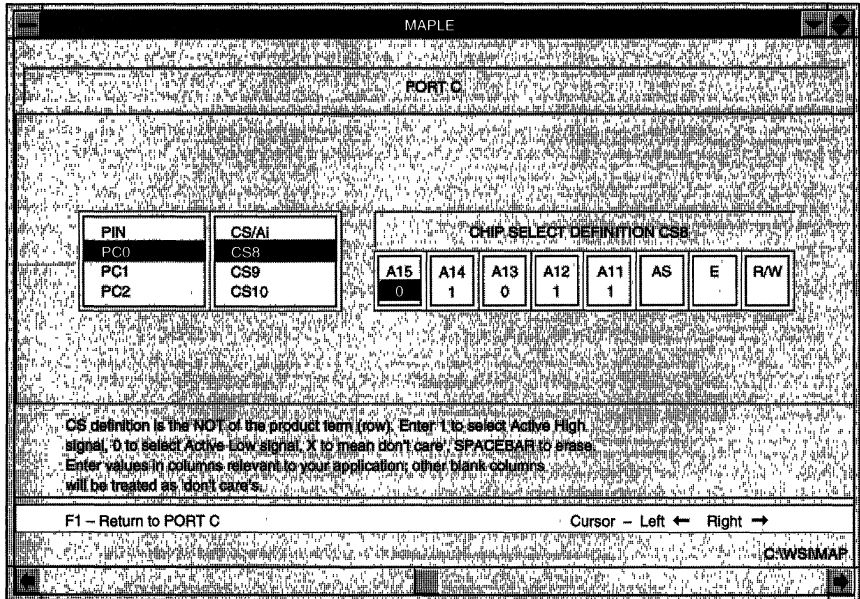 MAPLE
PORT C
PIN CS/Ai
PC0 CS8
PC1 CS9
PC2 CS10
CHIP SELECT DEFINITION CS8
A15 A14 A13 A12 A11 AS E R/W
0 1 0 1 1
CS definition is the NOT of the product term (row). Enter 1 to select Active High
signal, 0 to select Active Low signal, X to mean don't care'. SPACEBAR to erase.
Enter values in columns relevant to your application; other blank columns
will be treated as 'don't care's.
F1 – Return to PORT C Cursor – Left ← Right →
C:\WSI\MAP